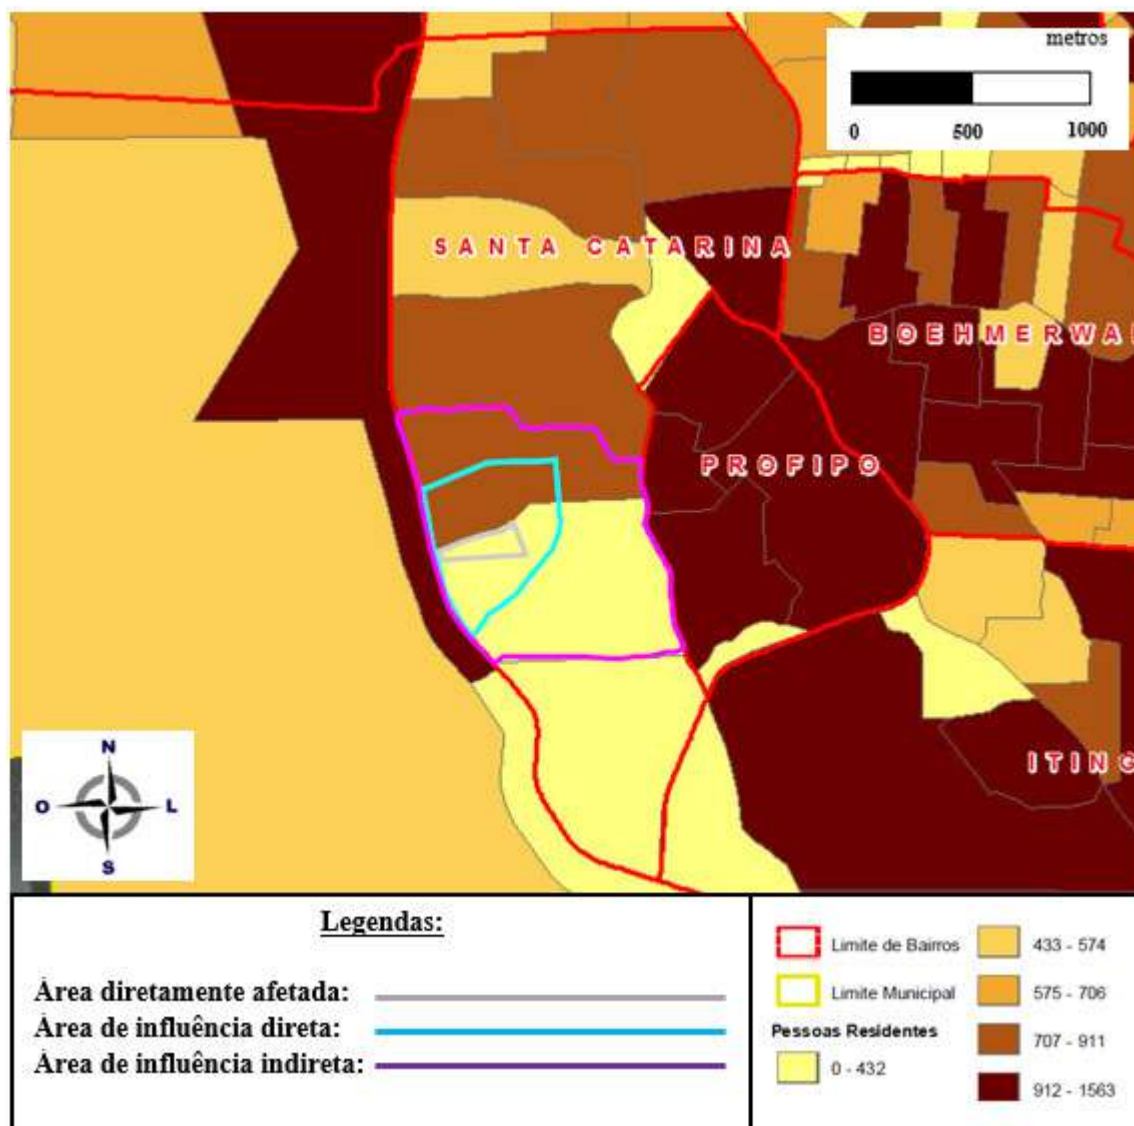 metros
0 500 1000
SANTA CATARINA
BOEHMERWA
PROFIPO
ITING
N
O L
S
Legendas:
Área diretamente afetada:
Área de influência direta:
Área de influência indireta:
Limite de Bairros
Limite Municipal
Pessoas Residentes
0 - 432
433 - 574
575 - 706
707 - 911
912 - 1563